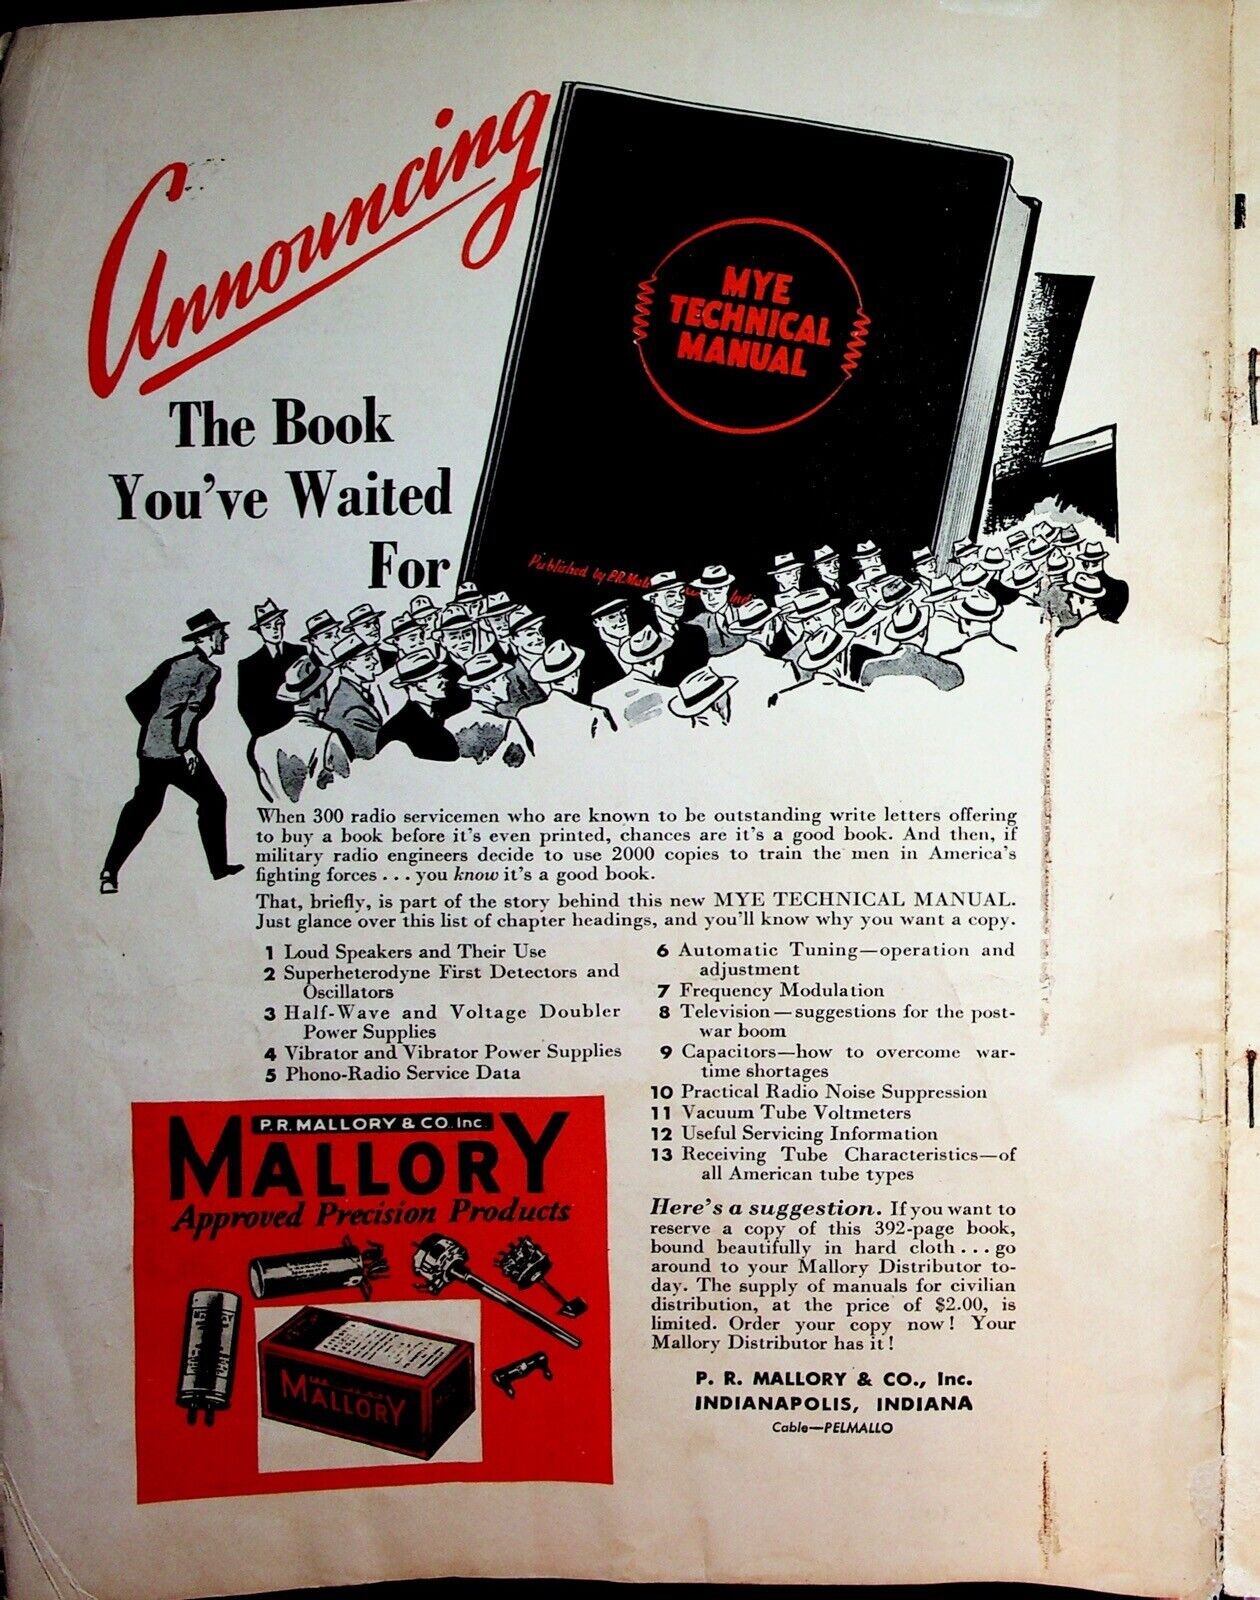 Announcing
The Book
You've Waited
For
MYE
TECHNICAL
MANUAL
Published by P.R. Mal
When 300 radio servicemen who are known to be outstanding write letters offering
to buy a book before it's even printed, chances are it's a good book. And then, if
military radio engineers decide to use 2000 copies to train the men in America's
fighting forces . . . you know it's a good book.
That, briefly, is part of the story behind this new MYE TECHNICAL MANUAL.
Just glance over this list of chapter headings, and you'll know why you want a copy.
1 Loud Speakers and Their Use
2 Superheterodyne First Detectors and
Oscillators
3 Half-Wave and Voltage Doubler
Power Supplies
4 Vibrator and Vibrator Power Supplies
5 Phono-Radio Service Data
6 Automatic Tuning—operation and
adjustment
7 Frequency Modulation
8 Television—suggestions for the post-
war boom
9 Capacitors—how to overcome war-
time shortages
10 Practical Radio Noise Suppression
11 Vacuum Tube Voltmeters
12 Useful Servicing Information
13 Receiving Tube Characteristics—of
all American tube types
Here's a suggestion. If you want to
reserve a copy of this 392-page book,
bound beautifully in hard cloth . . . go
around to your Mallory Distributor to-
day. The supply of manuals for civilian
distribution, at the price of $2.00, is
limited. Order your copy now! Your
Mallory Distributor has it!
P. R. MALLORY & CO., Inc.
INDIANAPOLIS, INDIANA
Cable—PELMALLO
P. R. MALLORY & CO. Inc.
MALLORY
Approved Precision Products
MALLORY